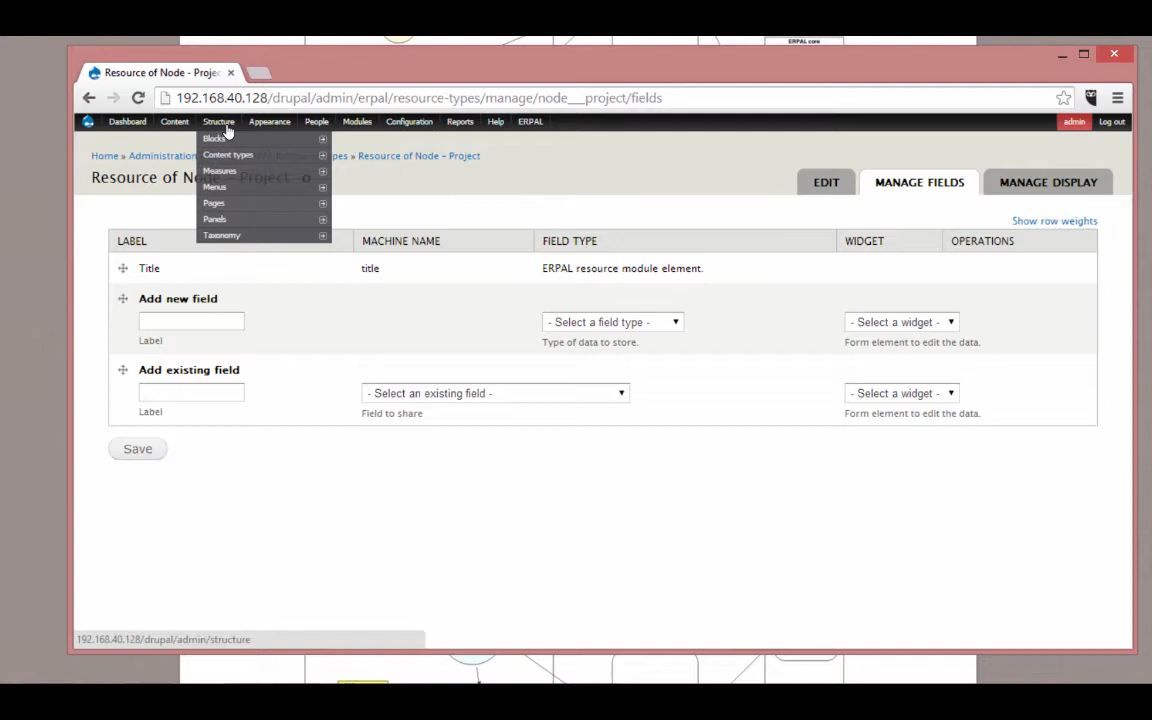 ERPAL core
Resource of Node - Projec
192.168.40.128/drupal/admin/erpal/resource-types/manage/node___project/fields
Dashboard Content Structure Appearance People Modules Configuration Reports Help ERPAL admin Log out
Blocks
Content types
Measures
Menus
Pages
Panels
Taxonomy
Home » Administration pes » Resource of Node - Project
Resource of Node - Project
EDIT MANAGE FIELDS MANAGE DISPLAY
Show row weights
LABEL MACHINE NAME FIELD TYPE WIDGET OPERATIONS
Title title ERPAL resource module element.
Add new field
- Select a field type - - Select a widget -
Label Type of data to store. Form element to edit the data.
Add existing field
- Select an existing field - - Select a widget -
Label Field to share Form element to edit the data.
Save
192.168.40.128/drupal/admin/structure